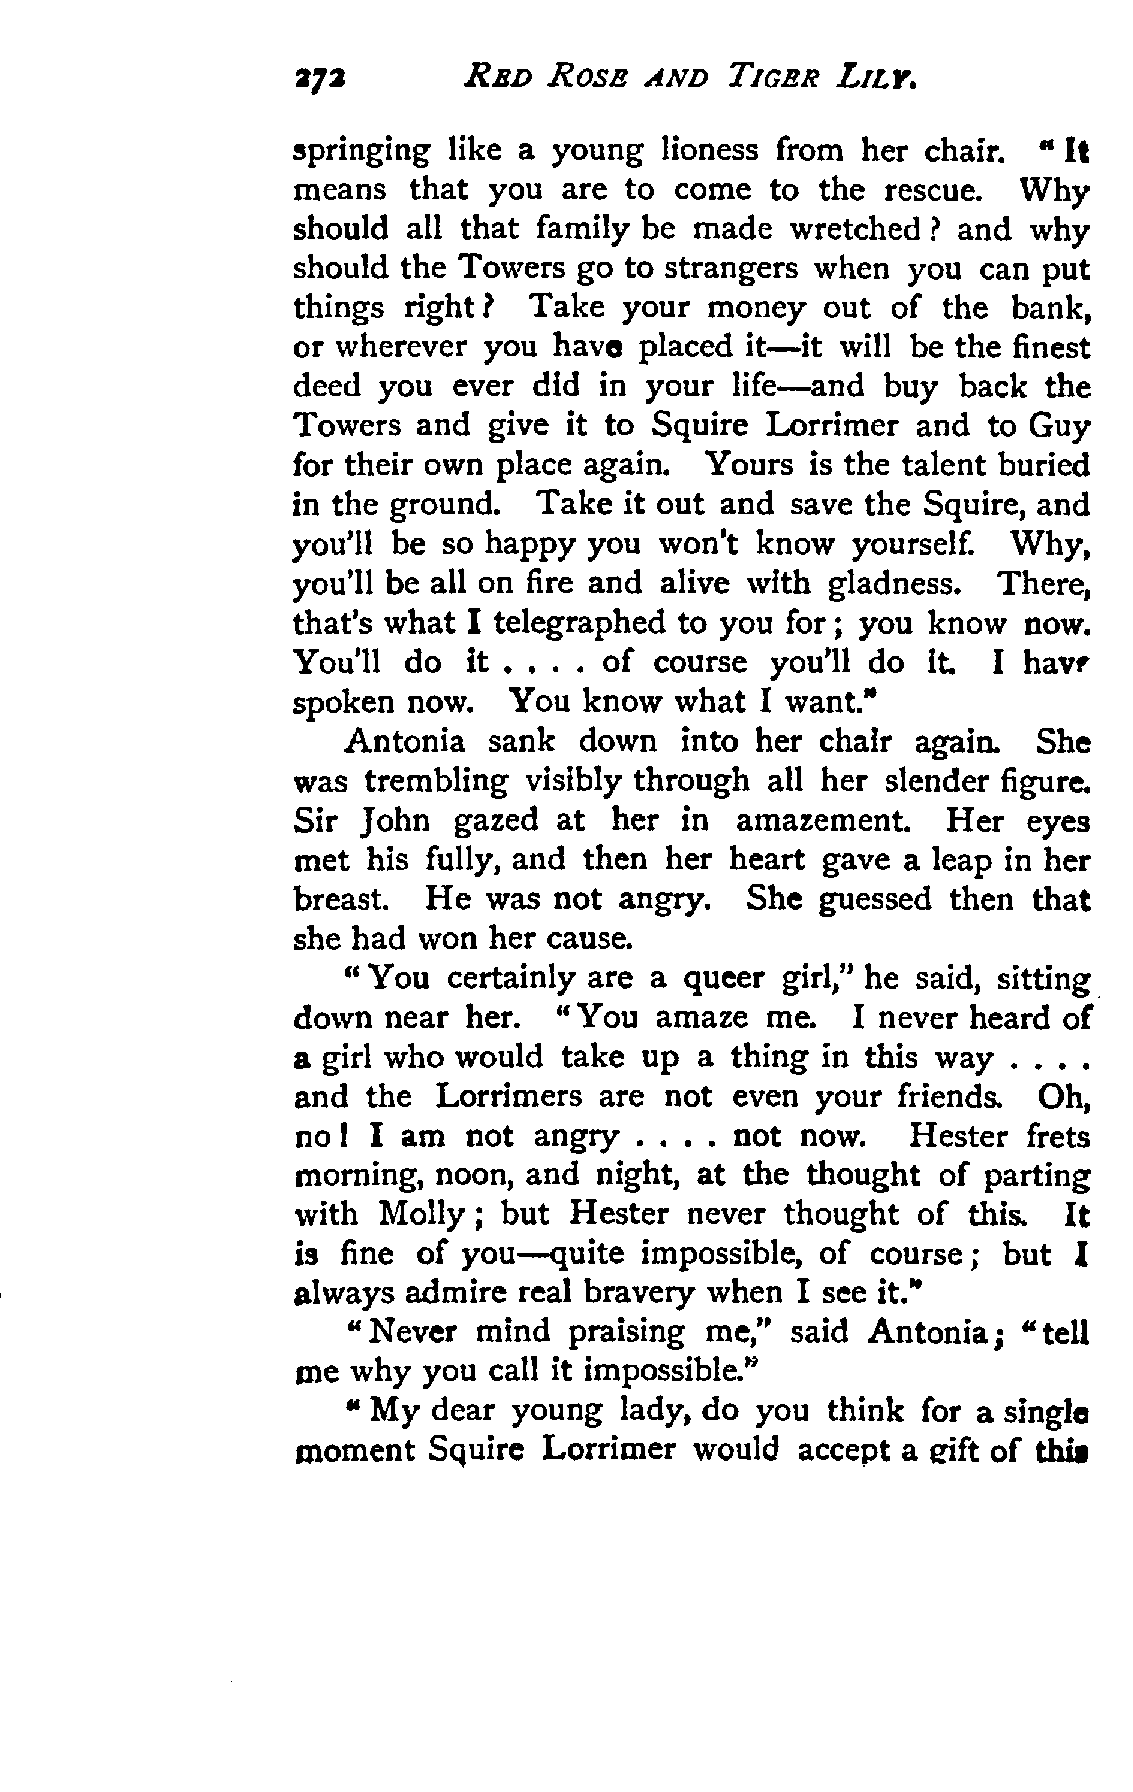 272 RED ROSE AND TIGER LILY.
springing like a young lioness from her chair. "It
means that you are to come to the rescue. Why
should all that family be made wretched? and why
should the Towers go to strangers when you can put
things right? Take your money out of the bank,
or wherever you have placed it—it will be the finest
deed you ever did in your life—and buy back the
Towers and give it to Squire Lorrimer and to Guy
for their own place again. Yours is the talent buried
in the ground. Take it out and save the Squire, and
you'll be so happy you won't know yourself. Why,
you'll be all on fire and alive with gladness. There,
that's what I telegraphed to you for; you know now.
You'll do it . . . . of course you'll do it. I have
spoken now. You know what I want."
Antonia sank down into her chair again. She
was trembling visibly through all her slender figure.
Sir John gazed at her in amazement. Her eyes
met his fully, and then her heart gave a leap in her
breast. He was not angry. She guessed then that
she had won her cause.
"You certainly are a queer girl," he said, sitting
down near her. "You amaze me. I never heard of
a girl who would take up a thing in this way . . . .
and the Lorrimers are not even your friends. Oh,
no! I am not angry . . . . not now. Hester frets
morning, noon, and night, at the thought of parting
with Molly; but Hester never thought of this. It
is fine of you—quite impossible, of course; but I
always admire real bravery when I see it."
"Never mind praising me," said Antonia; "tell
me why you call it impossible."
"My dear young lady, do you think for a single
moment Squire Lorrimer would accept a gift of this